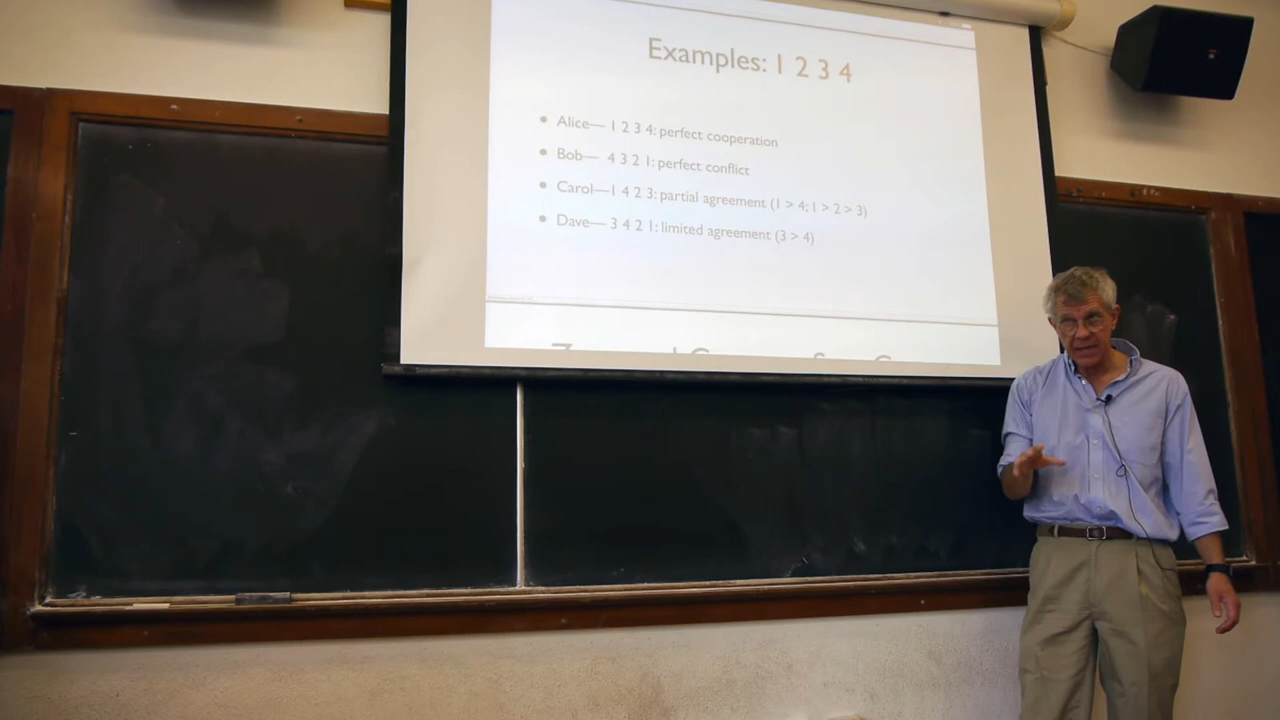 Examples: 1 2 3 4
• Alice— 1 2 3 4: perfect cooperation
• Bob— 4 3 2 1: perfect conflict
• Carol—1 4 2 3: partial agreement (1 > 4; 1 > 2 > 3)
• Dave— 3 4 2 1: limited agreement (3 > 4)